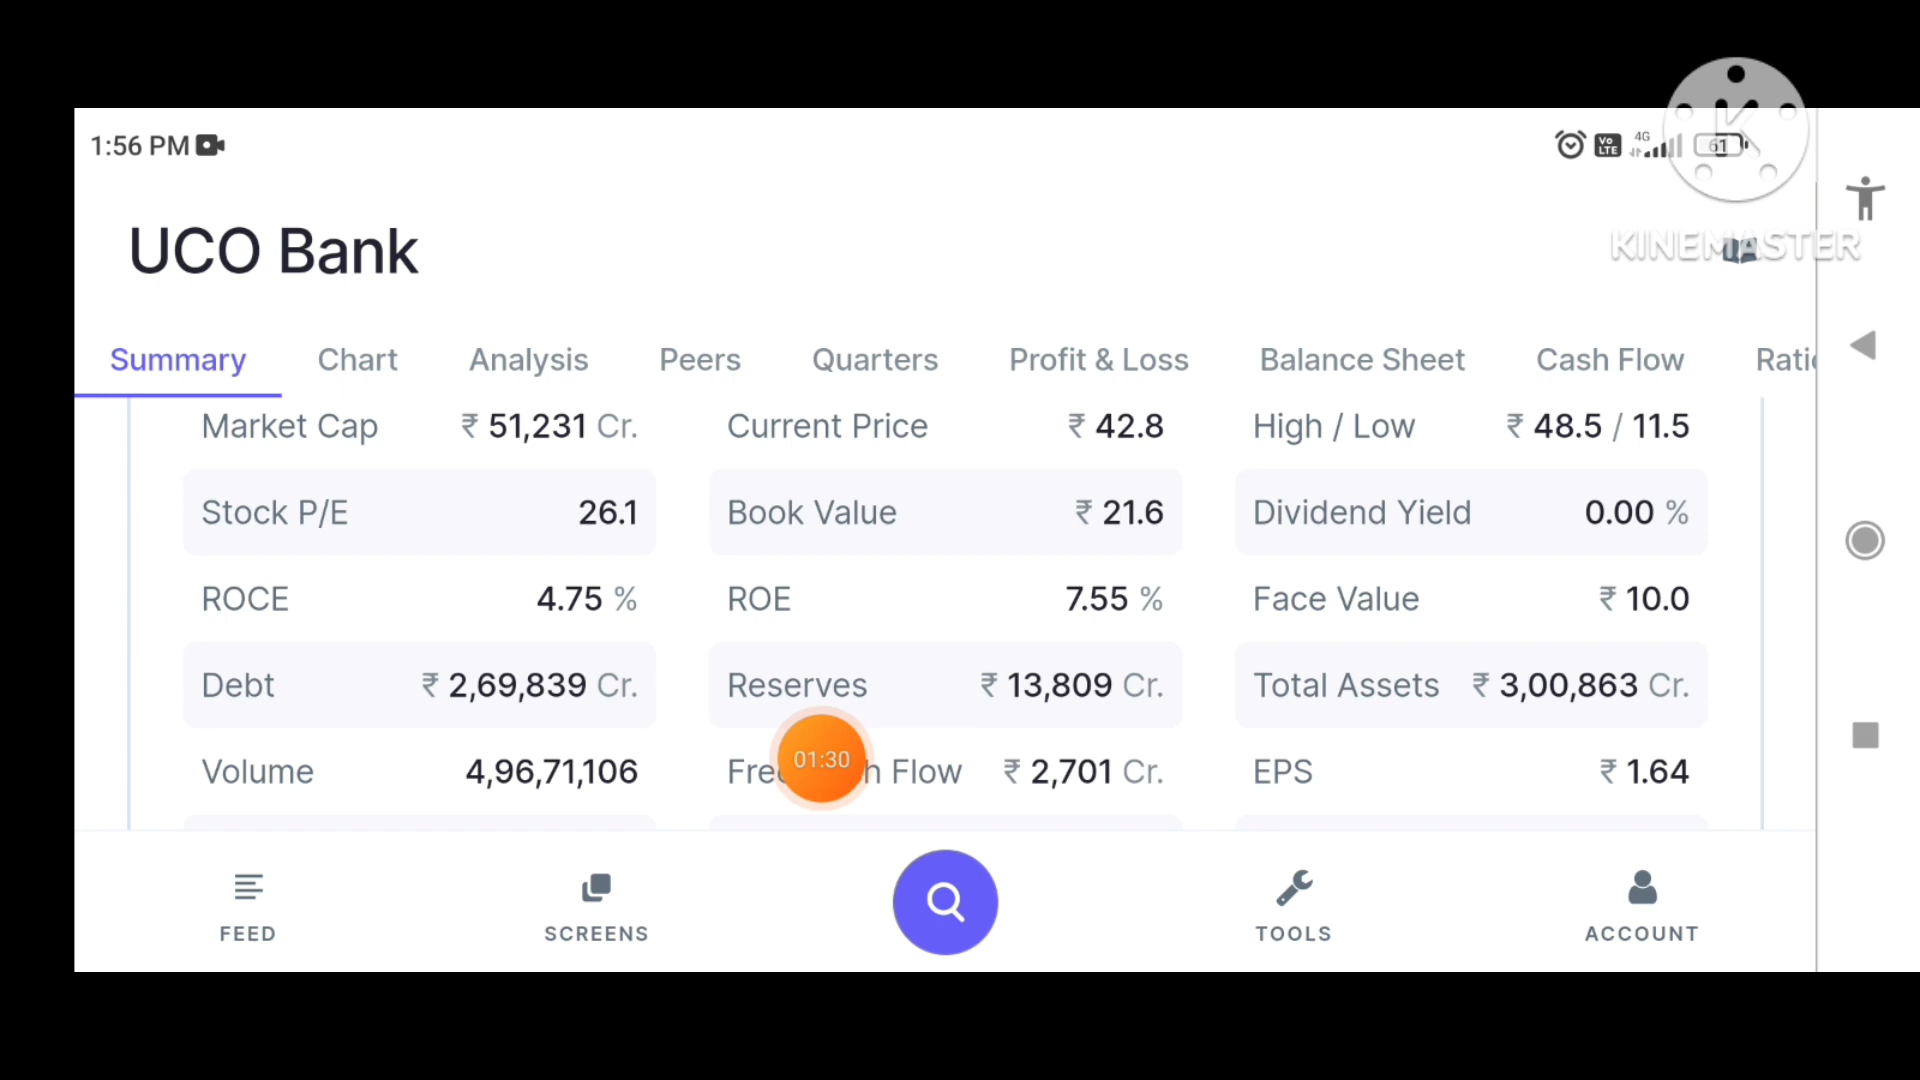 1:56 PM
Vo LTE
4G
61
KINEMASTER
UCO Bank
Summary Chart Analysis Peers Quarters Profit & Loss Balance Sheet Cash Flow
Market Cap ₹ 51,231 Cr. Current Price ₹ 42.8 High / Low ₹ 48.5 / 11.5
Stock P/E 26.1 Book Value ₹ 21.6 Dividend Yield 0.00 %
ROCE 4.75 % ROE 7.55 % Face Value ₹ 10.0
Debt ₹ 2,69,839 Cr. Reserves ₹ 13,809 Cr. Total Assets ₹ 3,00,863 Cr.
Volume 4,96,71,106 Flow ₹ 2,701 Cr. EPS ₹ 1.64
01:30
FEED SCREENS TOOLS ACCOUNT